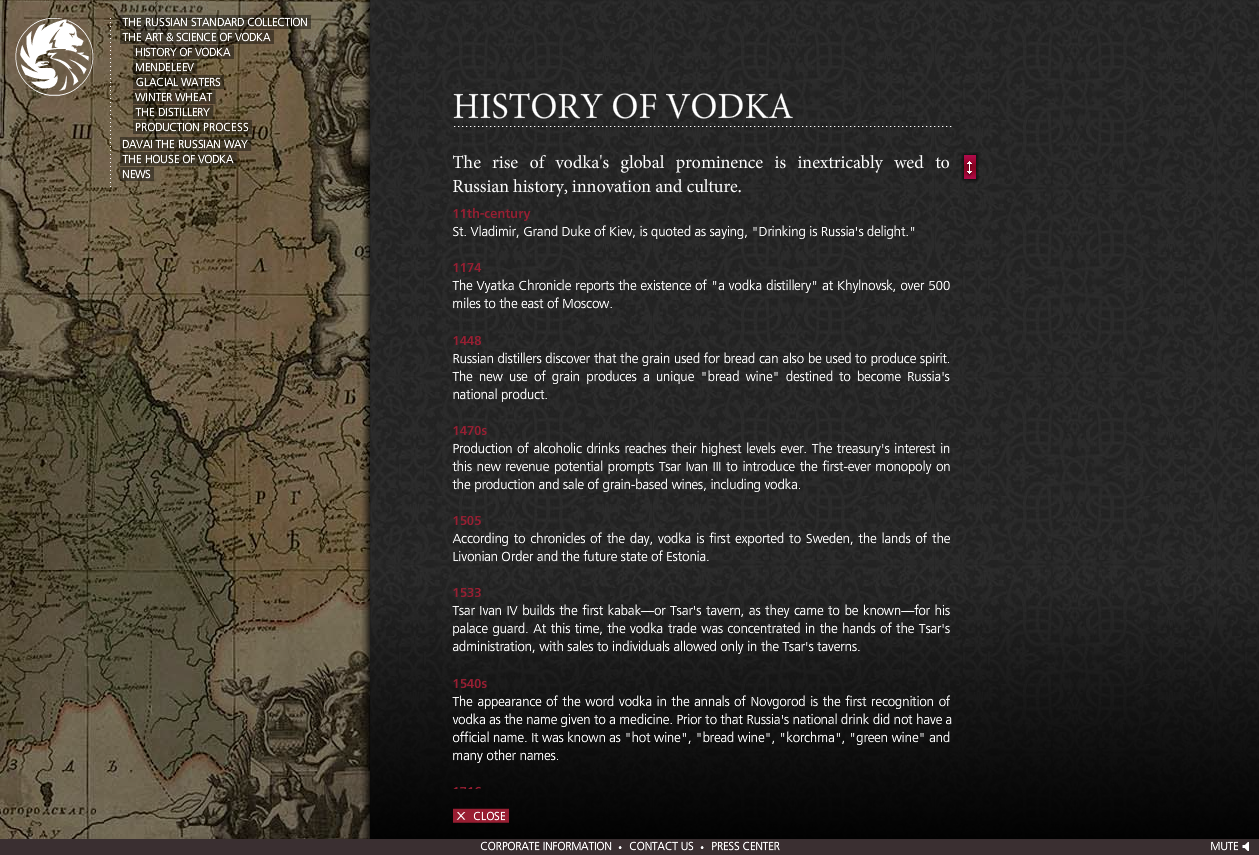 THE RUSSIAN STANDARD COLLECTION
THE ART & SCIENCE OF VODKA
HISTORY OF VODKA
MENDELEEV
GLACIAL WATERS
WINTER WHEAT
THE DISTILLERY
PRODUCTION PROCESS
DAVAI THE RUSSIAN WAY
THE HOUSE OF VODKA
NEWS
HISTORY OF VODKA
The rise of vodka's global prominence is inextricably wed to
Russian history, innovation and culture.
11th-century
St. Vladimir, Grand Duke of Kiev, is quoted as saying, "Drinking is Russia's delight."
1174
The Vyatka Chronicle reports the existence of "a vodka distillery" at Khylnovsk, over 500
miles to the east of Moscow.
1448
Russian distillers discover that the grain used for bread can also be used to produce spirit.
The new use of grain produces a unique "bread wine" destined to become Russia's
national product.
1470s
Production of alcoholic drinks reaches their highest levels ever. The treasury's interest in
this new revenue potential prompts Tsar Ivan III to introduce the first-ever monopoly on
the production and sale of grain-based wines, including vodka.
1505
According to chronicles of the day, vodka is first exported to Sweden, the lands of the
Livonian Order and the future state of Estonia.
1533
Tsar Ivan IV builds the first kabak—or Tsar's tavern, as they came to be known—for his
palace guard. At this time, the vodka trade was concentrated in the hands of the Tsar's
administration, with sales to individuals allowed only in the Tsar's taverns.
1540s
The appearance of the word vodka in the annals of Novgorod is the first recognition of
vodka as the name given to a medicine. Prior to that Russia's national drink did not have a
official name. It was known as "hot wine", "bread wine", "korchma", "green wine" and
many other names.
CLOSE
CORPORATE INFORMATION • CONTACT US • PRESS CENTER
MUTE